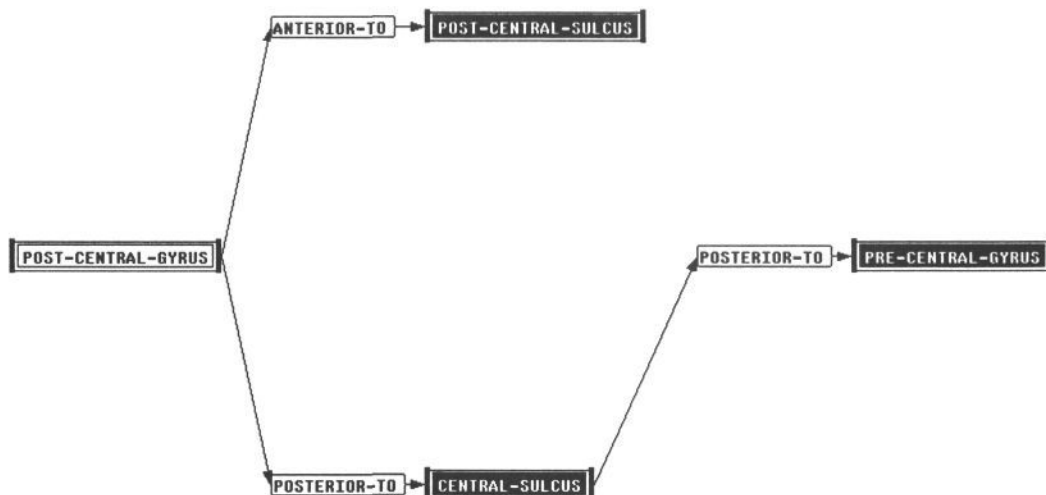 ANTERIOR-TO
POST-CENTRAL-SULCUS
POST-CENTRAL-GYRUS
POSTERIOR-TO
PRE-CENTRAL-GYRUS
POSTERIOR-TO
CENTRAL-SULCUS